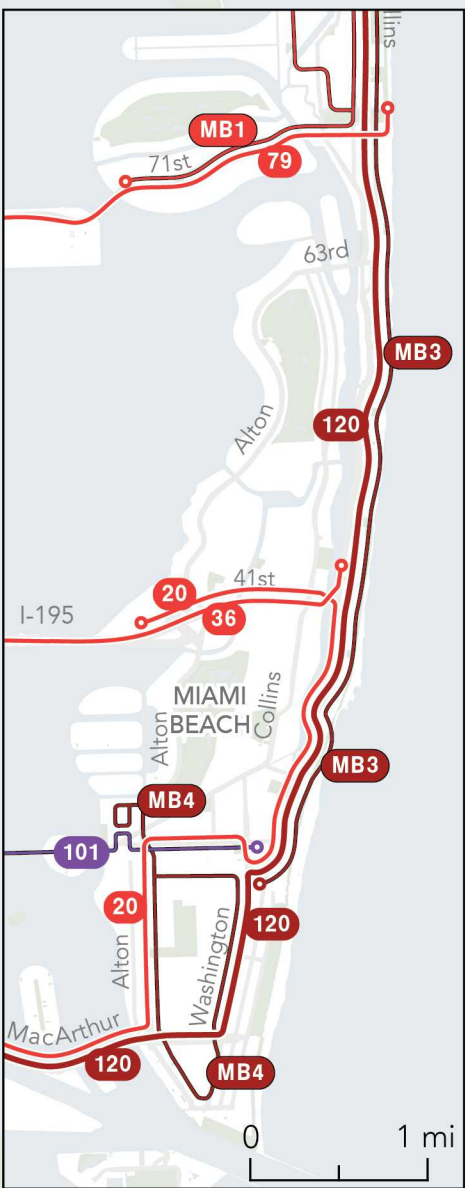 llins
MB1
71st
79
63rd
MB3
120
Alton
20
41st
36
I-195
MIAMI
BEACH
Alton
Collins
MB3
MB4
101
20
120
Alton
Washington
MacArthur
120
MB4
0
1 mi